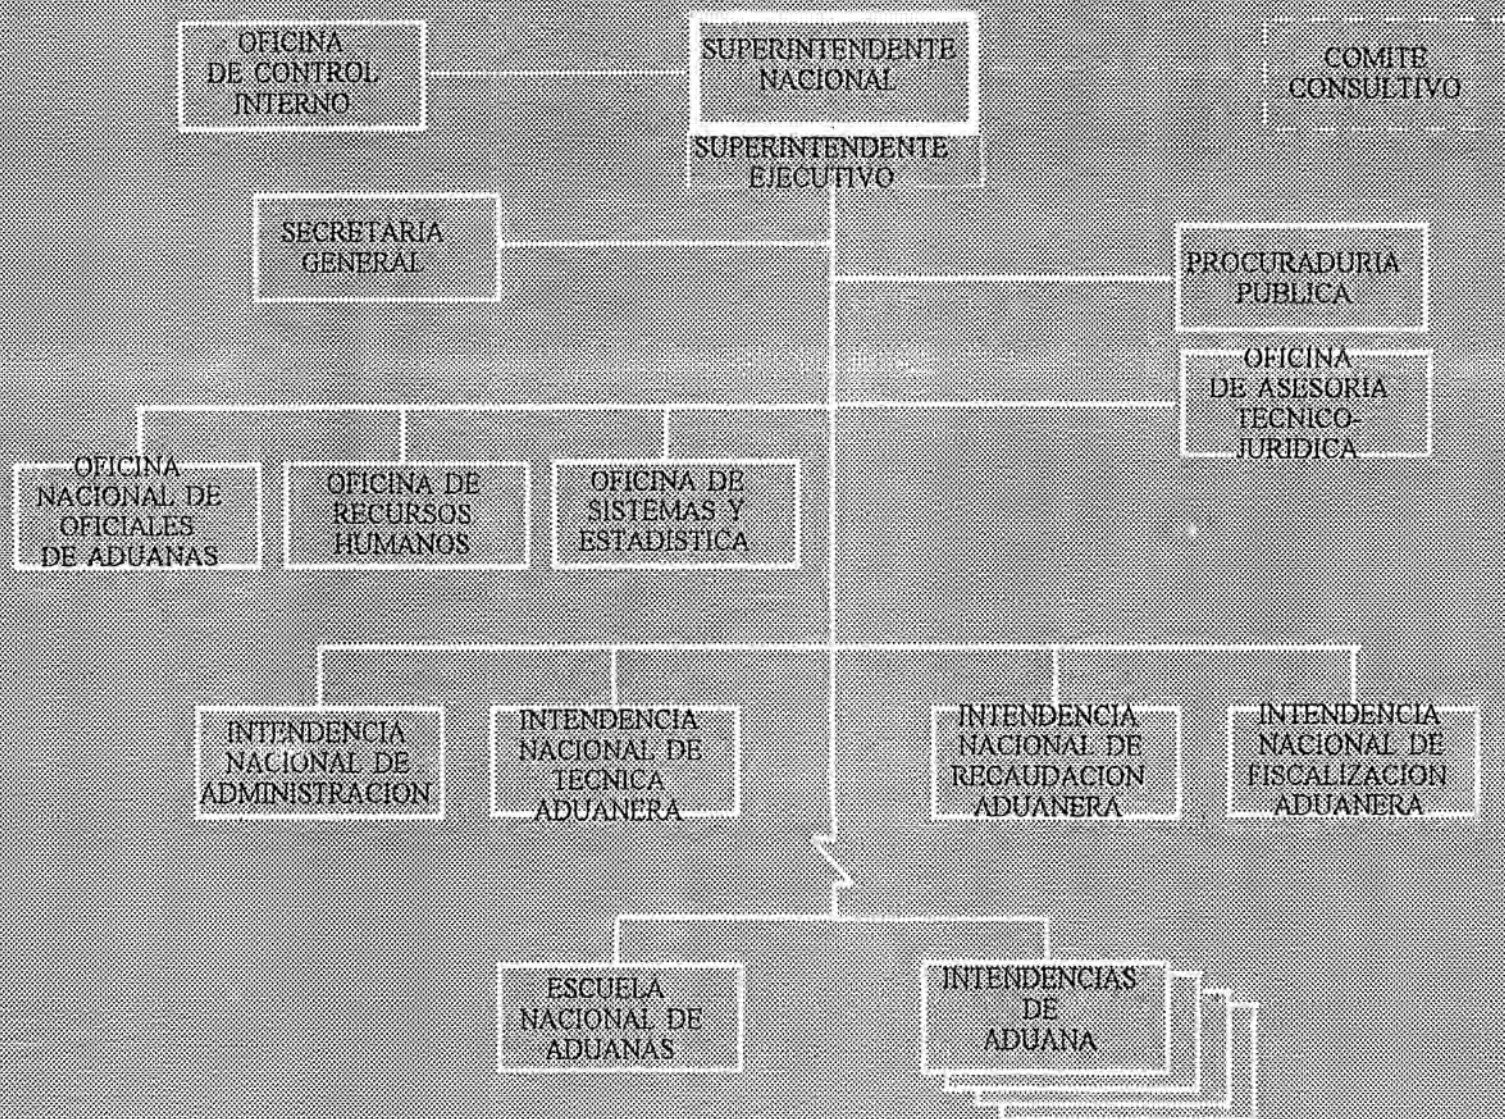 OFICINA
DE CONTROL
INTERNO
SUPERINTENDENTE
NACIONAL
COMITE
CONSULTIVO
SUPERINTENDENTE
EJECUTIVO
SECRETARIA
GENERAL
PROCURADURIA
PUBLICA
OFICINA
DE ASESORIA
TECNICO-
JURIDICA
OFICINA
NACIONAL DE
OFICIALES
DE ADUANAS
OFICINA DE
RECURSOS
HUMANOS
OFICINA DE
SISTEMAS Y
ESTADISTICA
INTENDENCIA
NACIONAL DE
ADMINISTRACION
INTENDENCIA
NACIONAL DE
TECNICA
ADUANERA
INTENDENCIA
NACIONAL DE
RECAUDACION
ADUANERA
INTENDENCIA
NACIONAL DE
FISCALIZACION
ADUANERA
ESCUELA
NACIONAL DE
ADUANAS
INTENDENCIAS
DE
ADUANA